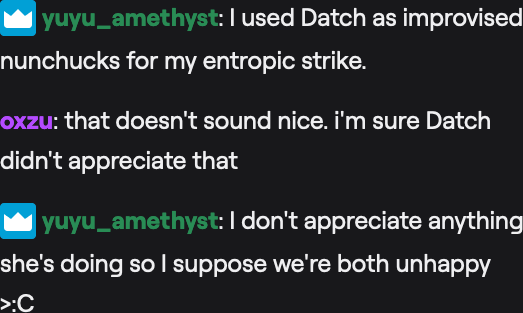 yuyu_amethyst: I used Datch as improvised
nunchucks for my entropic strike.
oxzu: that doesn't sound nice. i'm sure Datch
didn't appreciate that
yuyu_amethyst: I don't appreciate anything
she's doing so I suppose we're both unhappy
>:C